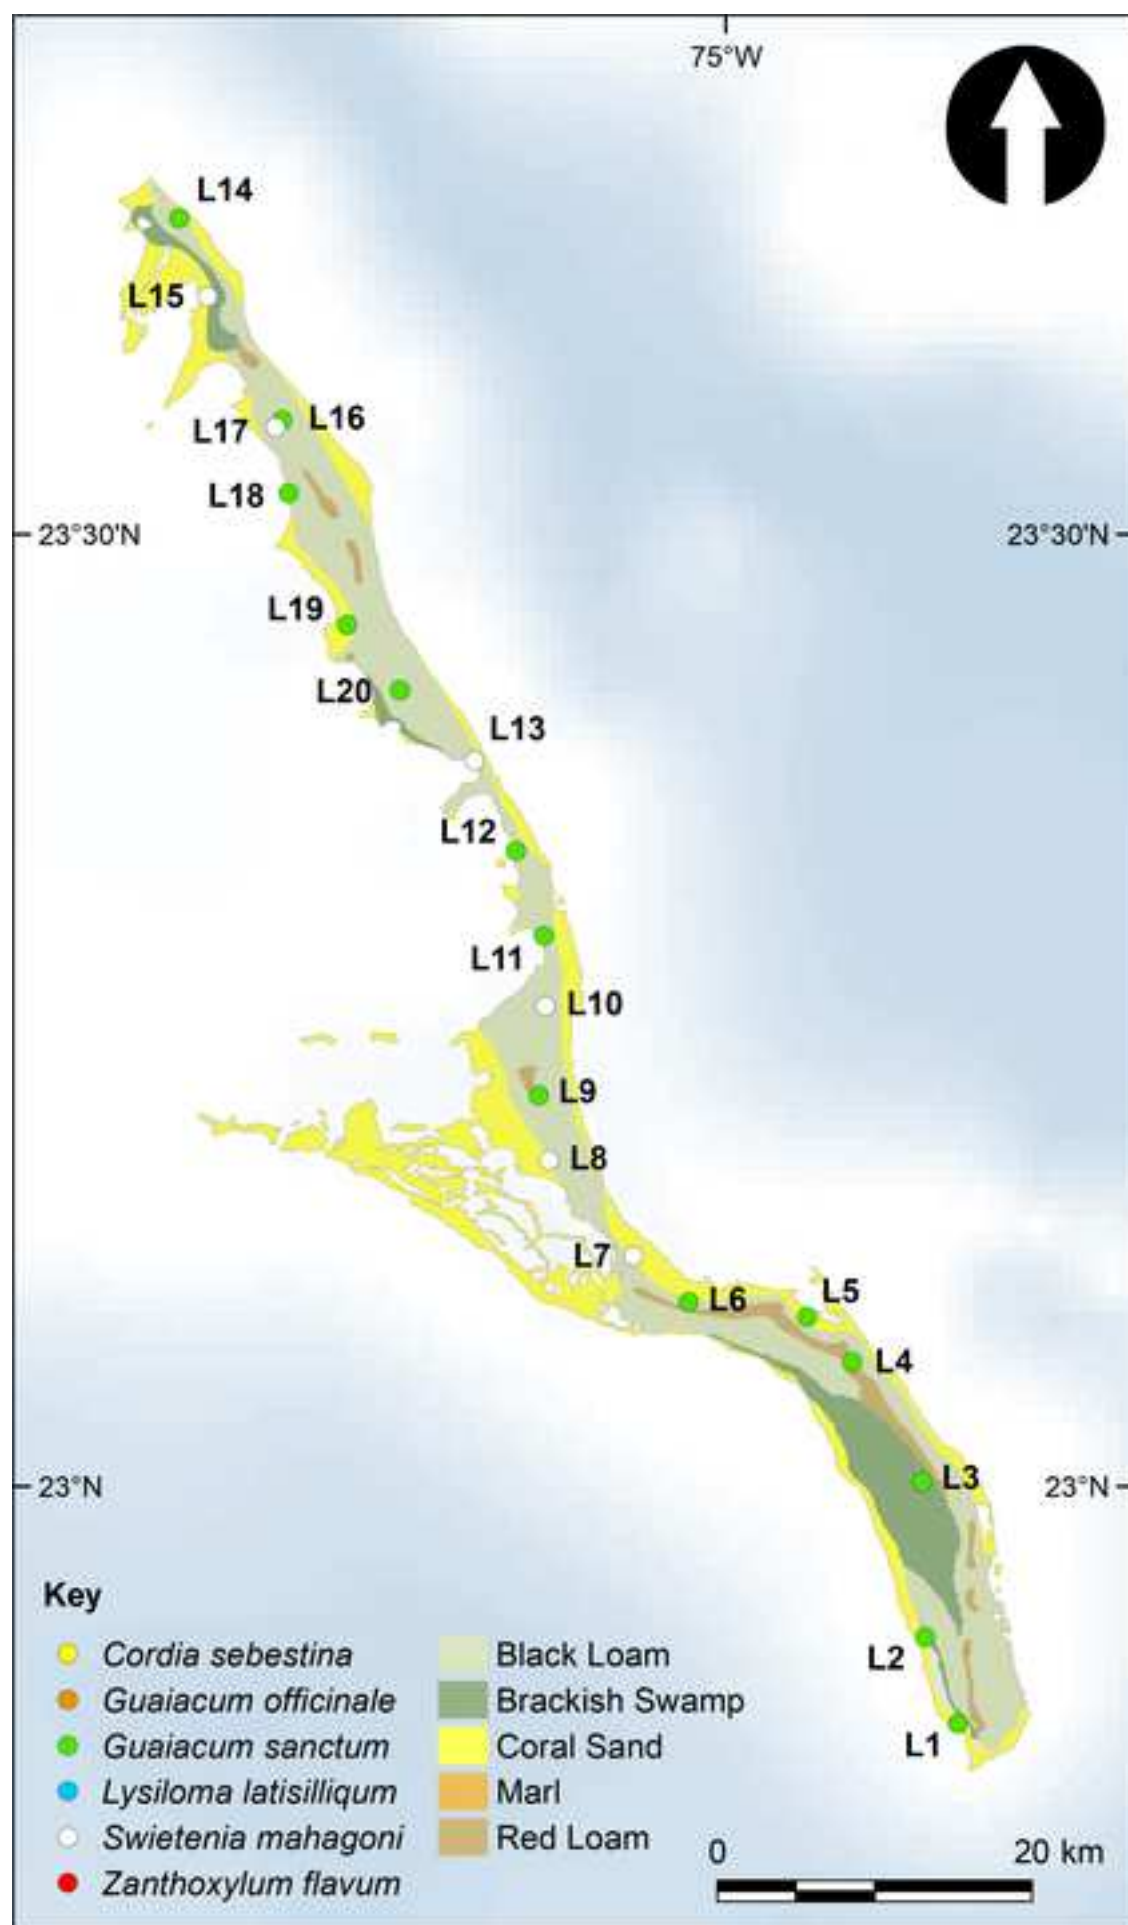 75°W
L14
L15
L16
L17
L18
23°30'N
23°30'N
L19
L20
L13
L12
L11
L10
L9
L8
L7
L6
L5
L4
L3
23°N
23°N
L2
L1
Key
Cordia sebestina
Guaiacum officinale
Guaiacum sanctum
Lysiloma latisilliqum
Swietenia mahagoni
Zanthoxylum flavum
Black Loam
Brackish Swamp
Coral Sand
Marl
Red Loam
0 20 km